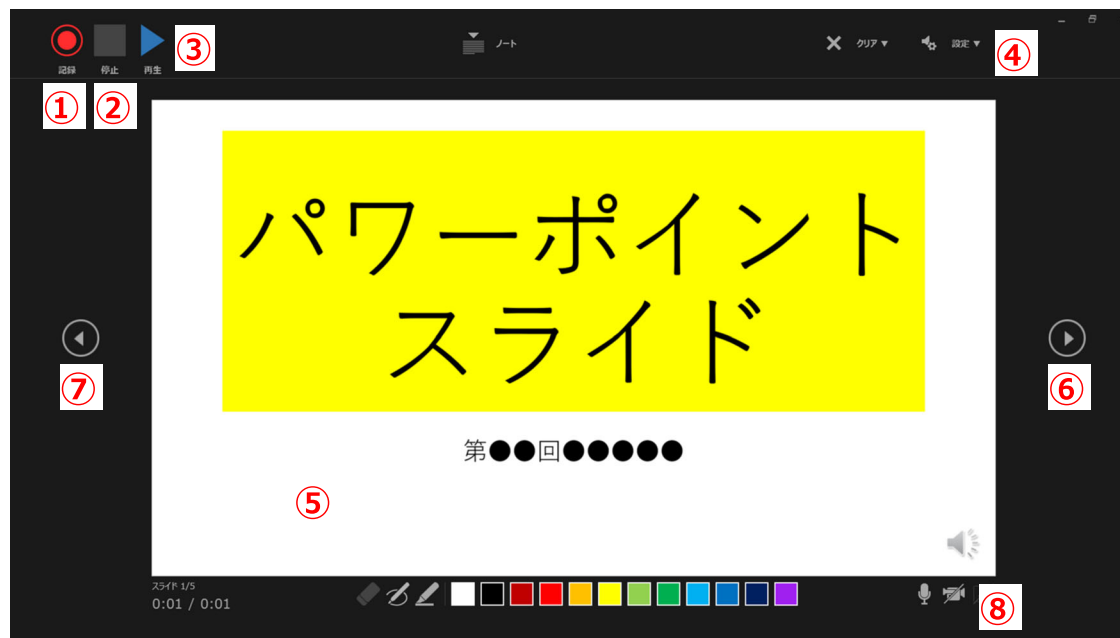 記録 停止 再生 ③ ノート クリア▼ 設定▼ ④
① ②
パワーポイント
スライド
⑦ ⑥
第●●回●●●●●
⑤
スライド 1/5
0:01 / 0:01
⑧